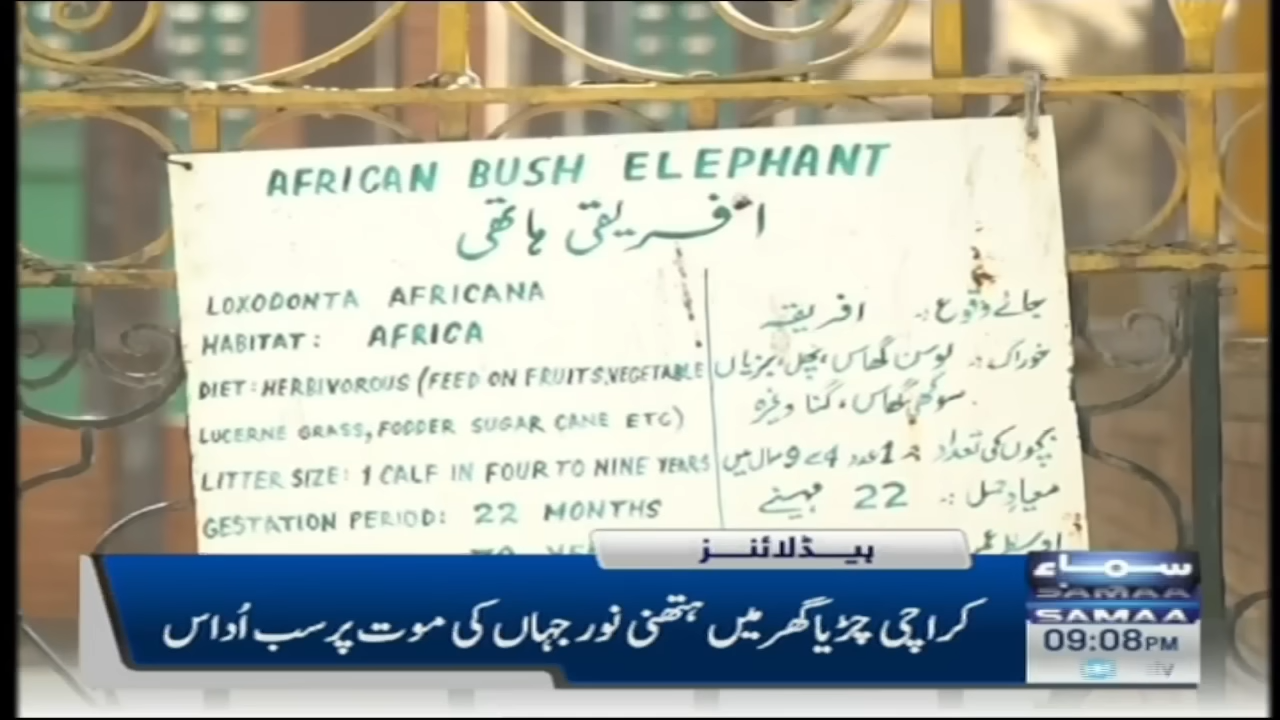 AFRICAN BUSH ELEPHANT
افریقی ہاتھی
LOXODONTA AFRICANA
HABITAT: AFRICA
DIET: HERBIVOROUS (FEED ON FRUITS, VEGETABLE
LUCERNE GRASS, FODDER SUGAR CANE ETC)
LITTER SIZE: 1 CALF IN FOUR TO NINE YEARS
GESTATION PERIOD: 22 MONTHS
جائے وقوع :۔ افریقہ
خوراک :۔ لوسن گھاس، پھل، سبزیاں
سوکھی گھاس، گنا وغیرہ
بچوں کی تعداد :۔ 1 عدد 4 سے 9 سال میں
میعادِ حمل :۔ 22 مہینے
اوسط عمر
ہیڈلائنز
کراچی چڑیا گھر میں ہتھنی نور جہاں کی موت پر سب اُداس
سماء
SAMAA
SAMAA
09:08PM
tv